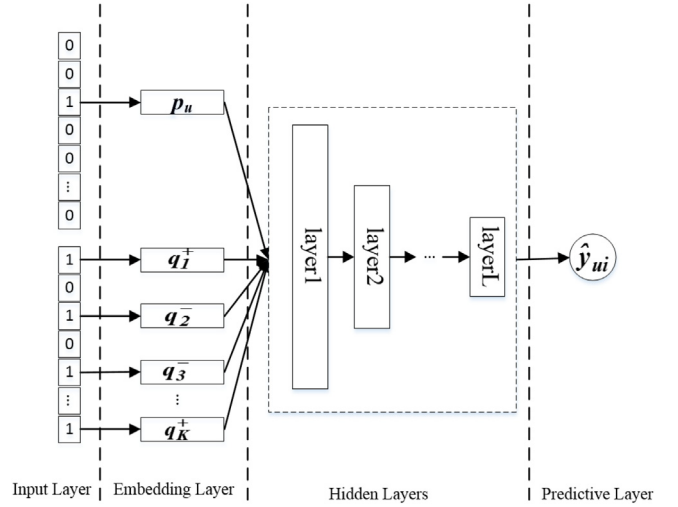 0
0
1
0
0
⋮
0
1
0
1
0
1
⋮
1
p_u
q_1^+
q_2^-
q_3^-
⋮
q_K^+
layer1
layer2
...
layerL
ŷ_ui
Input Layer
Embedding Layer
Hidden Layers
Predictive Layer